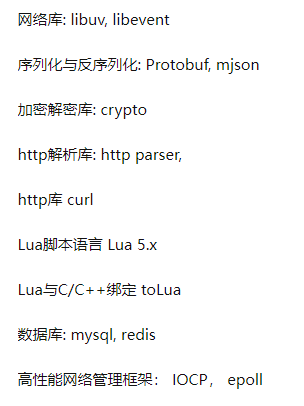 网络库: libuv, libevent
序列化与反序列化: Protobuf, mjson
加密解密库: crypto
http解析库: http parser,
http库 curl
Lua脚本语言 Lua 5.x
Lua与C/C++绑定 toLua
数据库: mysql, redis
高性能网络管理框架： IOCP， epoll